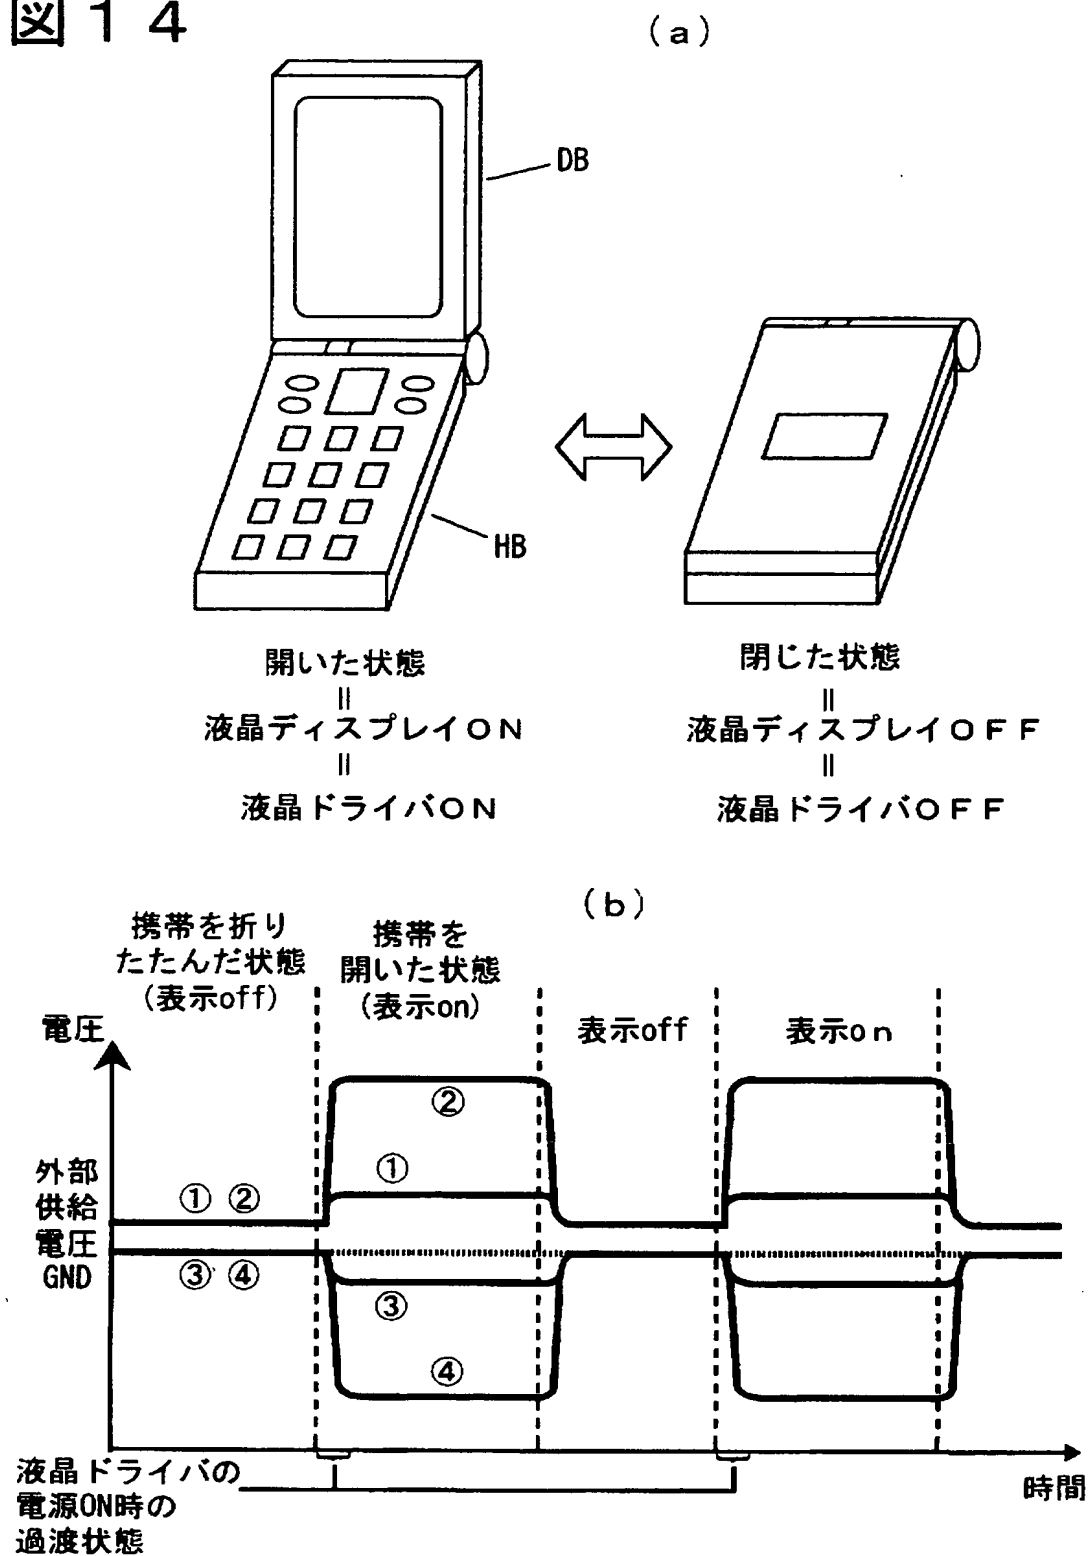 図14
(a)
DB
HB
開いた状態
||
液晶ディスプレイON
||
液晶ドライバON
閉じた状態
||
液晶ディスプレイOFF
||
液晶ドライバOFF
(b)
携帯を折り
たたんだ状態
(表示off)
携帯を
開いた状態
(表示on)
表示off
表示on
電圧
②
①
外部
供給
電圧
GND
① ②
③ ④
③
④
液晶ドライバの
電源ON時の
過渡状態
時間